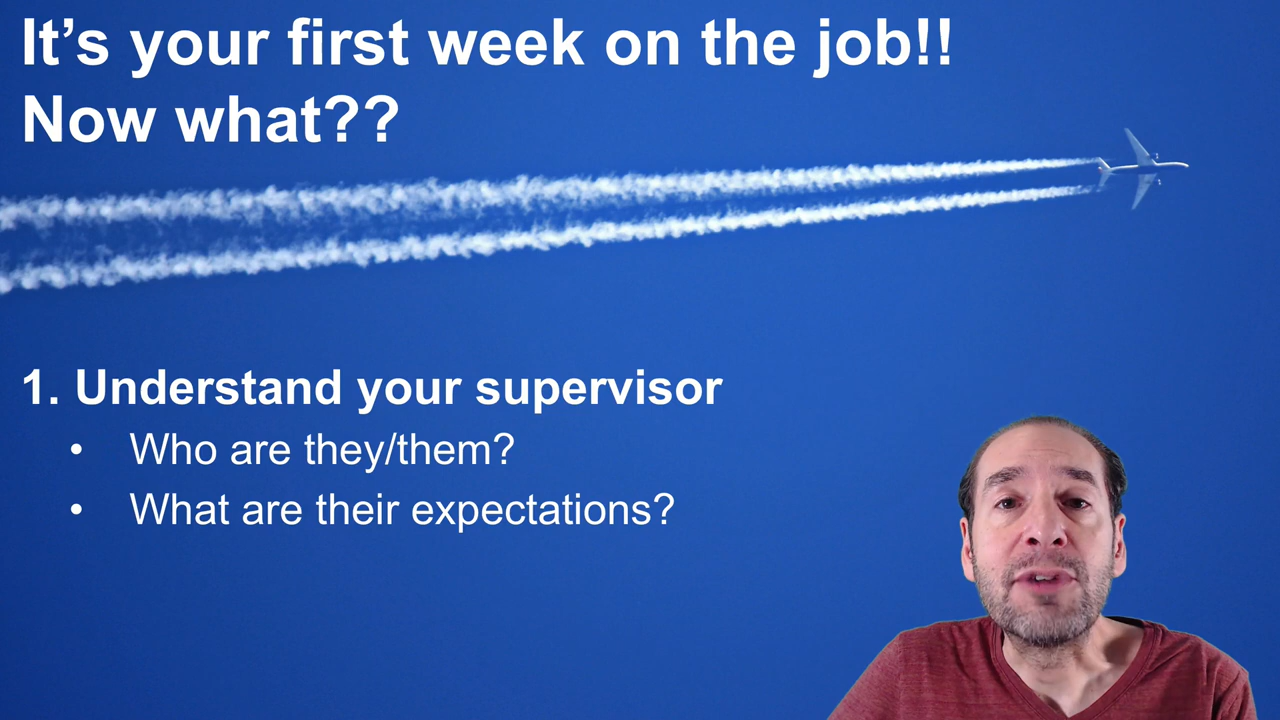 It’s your first week on the job!!
Now what??
1. Understand your supervisor
• Who are they/them?
• What are their expectations?